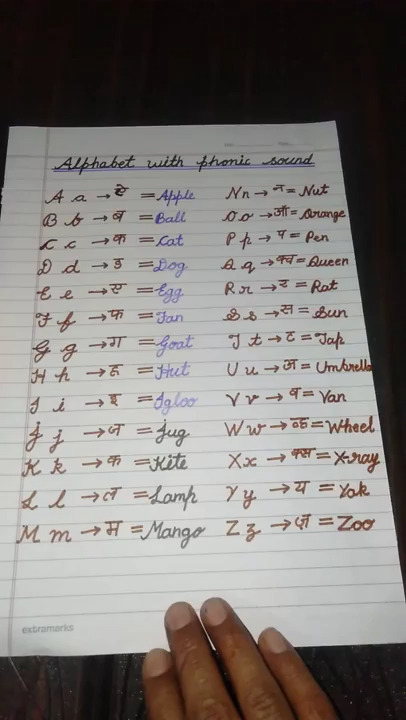 Alphabet with phonic sound
A a → ऐ = Apple
B b → ब = Ball
C c → क = Cat
D d → ड = Dog
E e → ए = Egg
F f → फ = Fan
G g → ग = Goat
H h → ह = Hut
I i → इ = Igloo
J j → ज = Jug
K k → क = Kite
L l → ल = Lamp
M m → म = Mango
N n → न = Nut
O o → ऑ = Orange
P p → प = Pen
Q q → क्व = Queen
R r → र = Rat
S s → स = Sun
T t → ट = Tap
U u → अ = Umbrella
V v → व = Van
W w → = Wheel
X x → क्स = X-ray
Y y → य = Yak
Z z → ज़ = Zoo
extramarks